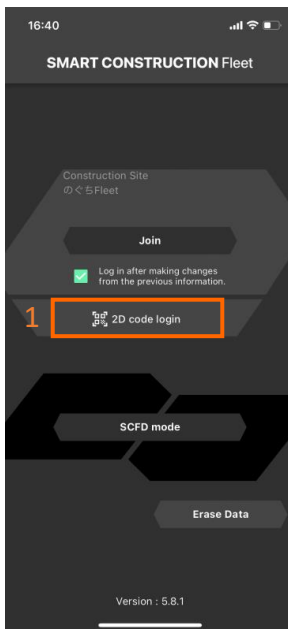 16:40
SMART CONSTRUCTION Fleet
Construction Site
のぐちFleet
Join
Log in after making changes
from the previous information.
1
2D code login
SCFD mode
Erase Data
Version : 5.8.1